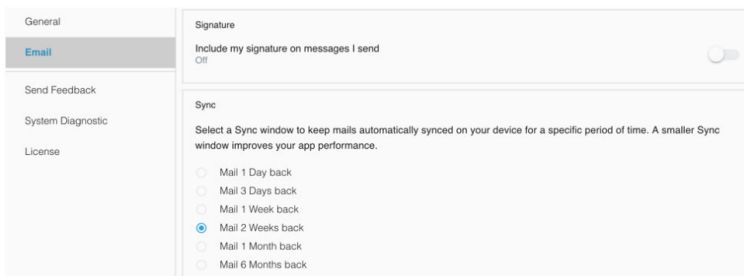 General
Email
Send Feedback
System Diagnostic
License
Signature
Include my signature on messages I send
Off
Sync
Select a Sync window to keep mails automatically synced on your device for a specific period of time. A smaller Sync
window improves your app performance.
Mail 1 Day back
Mail 3 Days back
Mail 1 Week back
Mail 2 Weeks back
Mail 1 Month back
Mail 6 Months back